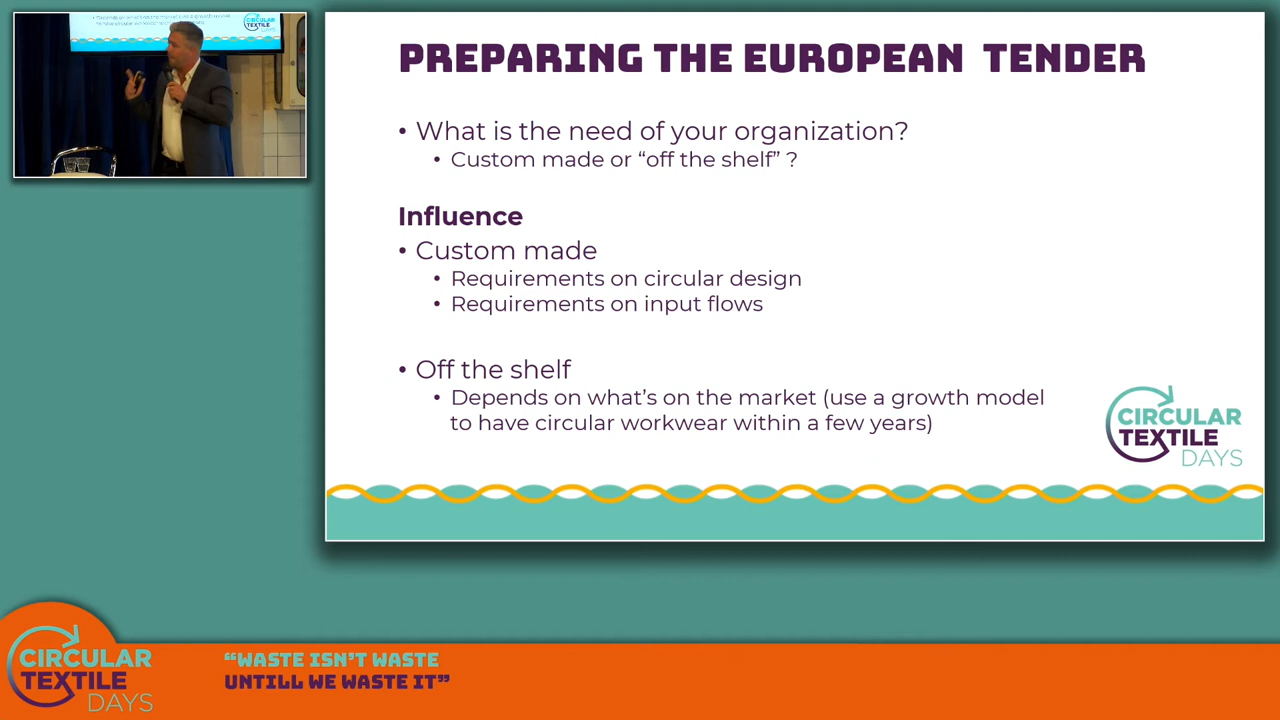 PREPARING THE EUROPEAN TENDER
• What is the need of your organization?
• Custom made or “off the shelf” ?
Influence
• Custom made
• Requirements on circular design
• Requirements on input flows
• Off the shelf
• Depends on what’s on the market (use a growth model
to have circular workwear within a few years)
CIRCULAR
TEXTILE
DAYS
CIRCULAR
TEXTILE
DAYS
“WASTE ISN’T WASTE
UNTILL WE WASTE IT”
CIRCULAR
TEXTILE
DAYS